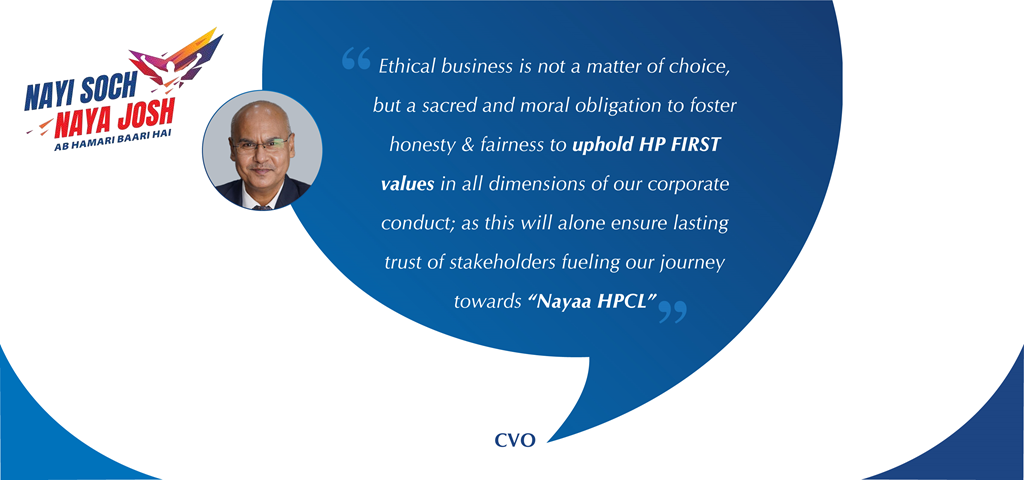 NAYI SOCH
NAYA JOSH
AB HAMARI BAARI HAI
“Ethical business is not a matter of choice,
but a sacred and moral obligation to foster
honesty & fairness to uphold HP FIRST
values in all dimensions of our corporate
conduct; as this will alone ensure lasting
trust of stakeholders fueling our journey
towards “Nayaa HPCL””
CVO